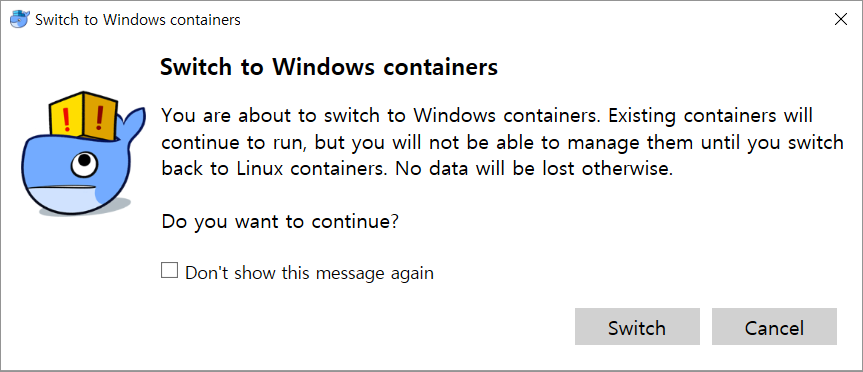 Switch to Windows containers
Switch to Windows containers
You are about to switch to Windows containers. Existing containers will
continue to run, but you will not be able to manage them until you switch
back to Linux containers. No data will be lost otherwise.
Do you want to continue?
Don't show this message again
Switch
Cancel